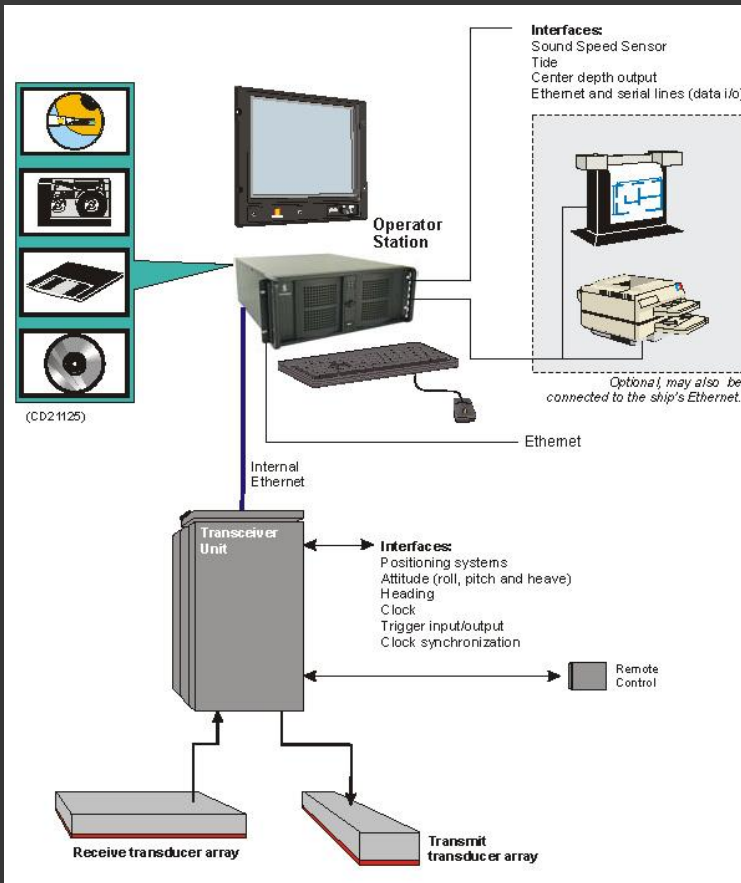 Interfaces:
Sound Speed Sensor
Tide
Center depth output
Ethernet and serial lines (data i/o)
Operator
Station
Optional, may also be
connected to the ship's Ethernet.
(CD21125)
Ethernet
Internal
Ethernet
Transceiver
Unit
Interfaces:
Positioning systems
Attitude (roll, pitch and heave)
Heading
Clock
Trigger input/output
Clock synchronization
Remote
Control
Receive transducer array
Transmit
transducer array